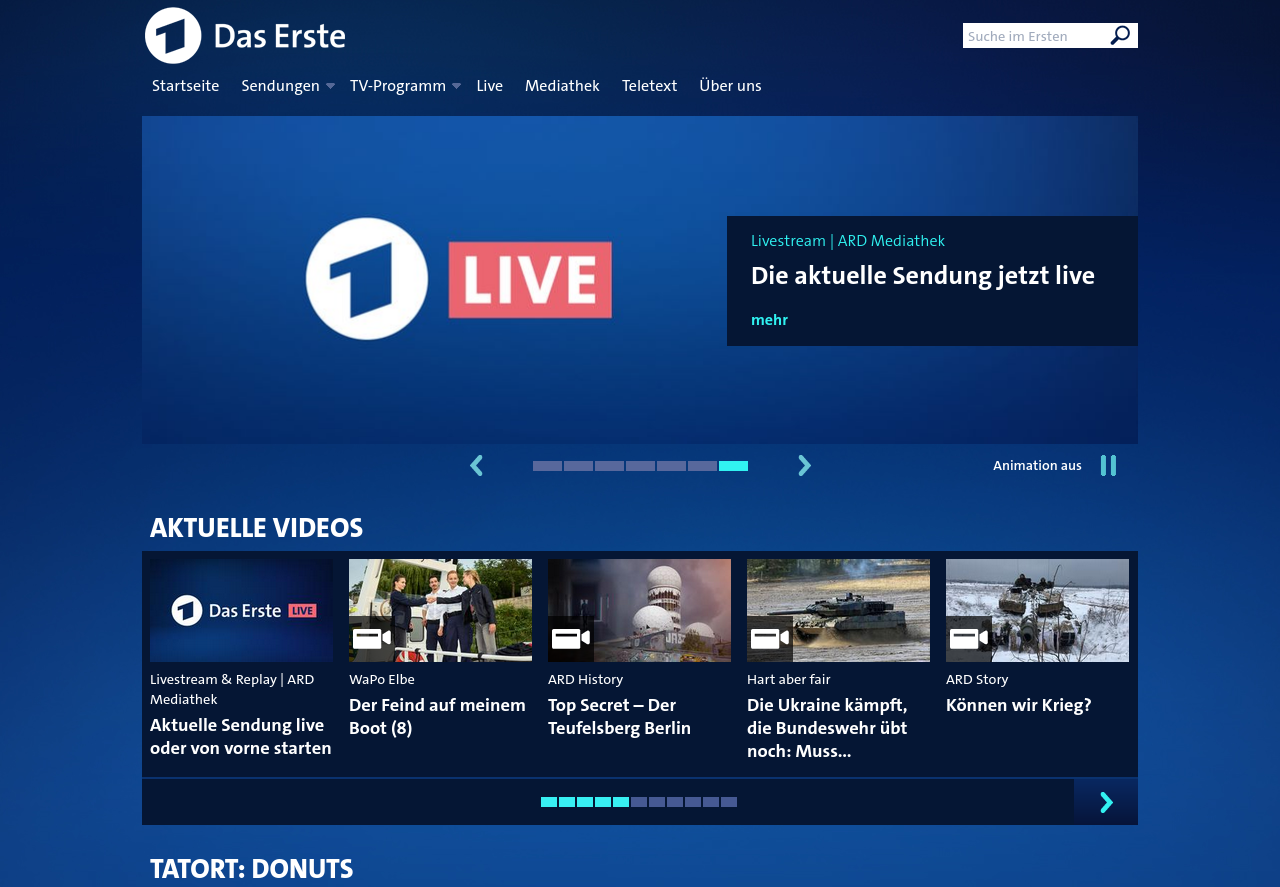 Das Erste
Suche im Ersten
Startseite Sendungen TV-Programm Live Mediathek Teletext Über uns
LIVE
Livestream | ARD Mediathek
Die aktuelle Sendung jetzt live
mehr
Animation aus
AKTUELLE VIDEOS
Das Erste LIVE
Livestream & Replay | ARD
Mediathek
Aktuelle Sendung live
oder von vorne starten
WaPo Elbe
Der Feind auf meinem
Boot (8)
ARD History
Top Secret – Der
Teufelsberg Berlin
Hart aber fair
Die Ukraine kämpft,
die Bundeswehr übt
noch: Muss...
ARD Story
Können wir Krieg?
TATORT: DONUTS